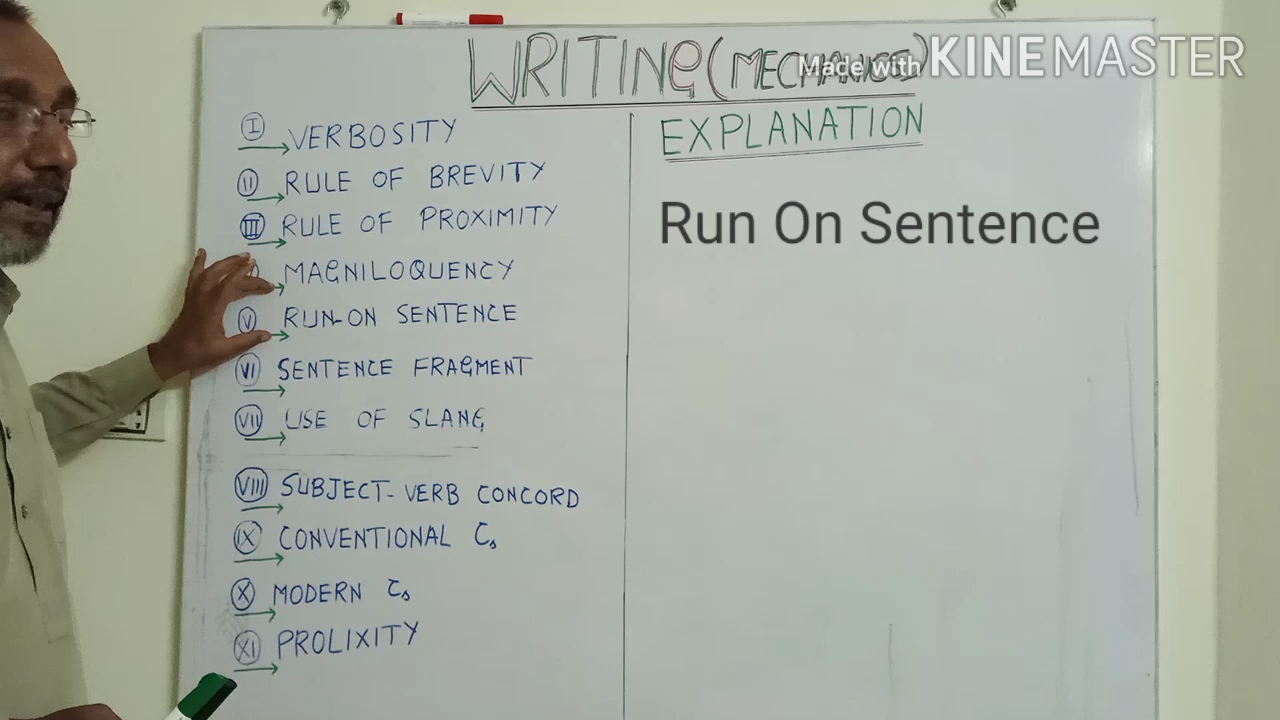 WRITING (MECHANICS)
Made with KINEMASTER
EXPLANATION
Run On Sentence
I VERBOSITY
II RULE OF BREVITY
III RULE OF PROXIMITY
MAGNILOQUENCY
V RUN-ON SENTENCE
VI SENTENCE FRAGMENT
VII USE OF SLANG
VIII SUBJECT-VERB CONCORD
IX CONVENTIONAL Cs
X MODERN Cs
XI PROLIXITY